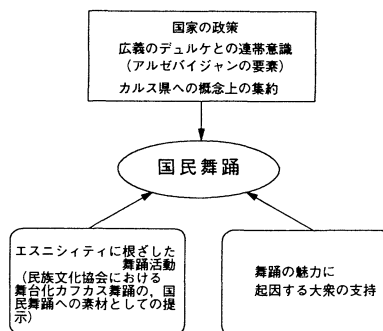 国家の政策
広義のデュルケとの連帯意識
（アルゼバイジャンの要素）
カルス県への概念上の集約
国民舞踊
エスニシィティに根ざした
舞踊活動
（民族文化協会における
舞台化カフカス舞踊の，国
民舞踊への素材としての提
示）
舞踊の魅力に
起因する大衆の支持